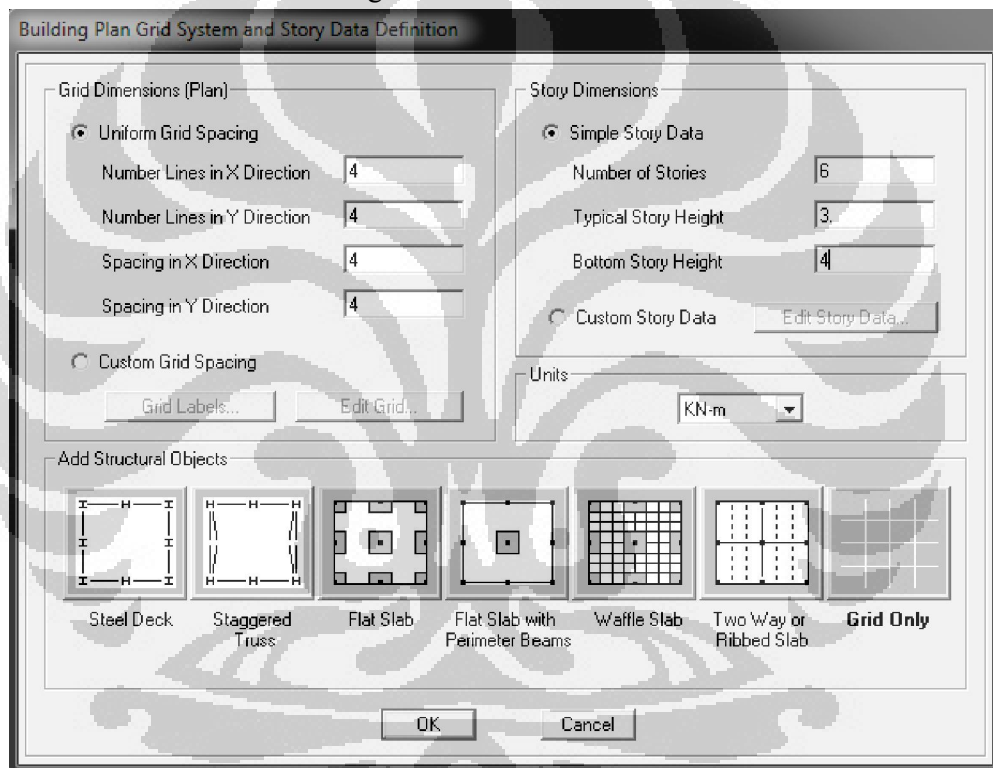 Building Plan Grid System and Story Data Definition
Grid Dimensions (Plan)
Uniform Grid Spacing
Number Lines in X Direction 4
Number Lines in Y Direction 4
Spacing in X Direction 4
Spacing in Y Direction 4
Custom Grid Spacing
Grid Labels...
Edit Grid...
Story Dimensions
Simple Story Data
Number of Stories 6
Typical Story Height 3.
Bottom Story Height 4
Custom Story Data
Edit Story Data...
Units
KN-m
Add Structural Objects
Steel Deck
Staggered
Truss
Flat Slab
Flat Slab with
Perimeter Beams
Waffle Slab
Two Way or
Ribbed Slab
Grid Only
OK
Cancel